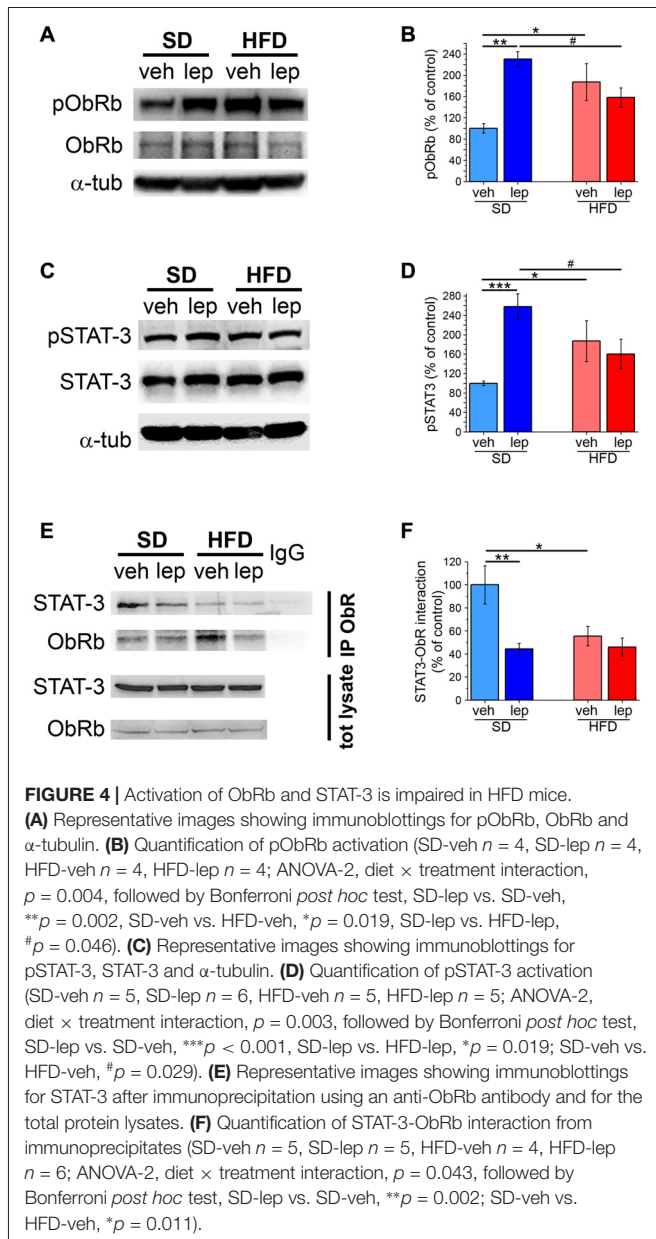 A
SD HFD
veh lep veh lep
pObRb
ObRb
α-tub
B
pObRb (% of control)
240
200
160
120
80
40
0
** * #
veh lep veh lep
SD HFD
C
SD HFD
veh lep veh lep
pSTAT-3
STAT-3
α-tub
D
pSTAT3 (% of control)
280
240
200
160
120
80
40
0
*** * #
veh lep veh lep
SD HFD
E
SD HFD IgG
veh lep veh lep
STAT-3
ObRb
STAT-3
ObRb
IP ObR
tot lysate
F
STAT3-ObR interaction
(% of control)
120
100
80
60
40
20
0
** *
veh lep veh lep
SD HFD
FIGURE 4 | Activation of ObRb and STAT-3 is impaired in HFD mice.
(A) Representative images showing immunoblottings for pObRb, ObRb and
α-tubulin. (B) Quantification of pObRb activation (SD-veh n = 4, SD-lep n = 4,
HFD-veh n = 4, HFD-lep n = 4; ANOVA-2, diet × treatment interaction,
p = 0.004, followed by Bonferroni post hoc test, SD-lep vs. SD-veh,
**p = 0.002, SD-veh vs. HFD-veh, *p = 0.019, SD-lep vs. HFD-lep,
#p = 0.046). (C) Representative images showing immunoblottings for
pSTAT-3, STAT-3 and α-tubulin. (D) Quantification of pSTAT-3 activation
(SD-veh n = 5, SD-lep n = 6, HFD-veh n = 5, HFD-lep n = 5; ANOVA-2,
diet × treatment interaction, p = 0.003, followed by Bonferroni post hoc test,
SD-lep vs. SD-veh, ***p < 0.001, SD-lep vs. HFD-lep, *p = 0.019; SD-veh vs.
HFD-veh, #p = 0.029). (E) Representative images showing immunoblottings
for STAT-3 after immunoprecipitation using an anti-ObRb antibody and for the
total protein lysates. (F) Quantification of STAT-3-ObRb interaction from
immunoprecipitates (SD-veh n = 5, SD-lep n = 5, HFD-veh n = 4, HFD-lep
n = 6; ANOVA-2, diet × treatment interaction, p = 0.043, followed by
Bonferroni post hoc test, SD-lep vs. SD-veh, **p = 0.002; SD-veh vs.
HFD-veh, *p = 0.011).